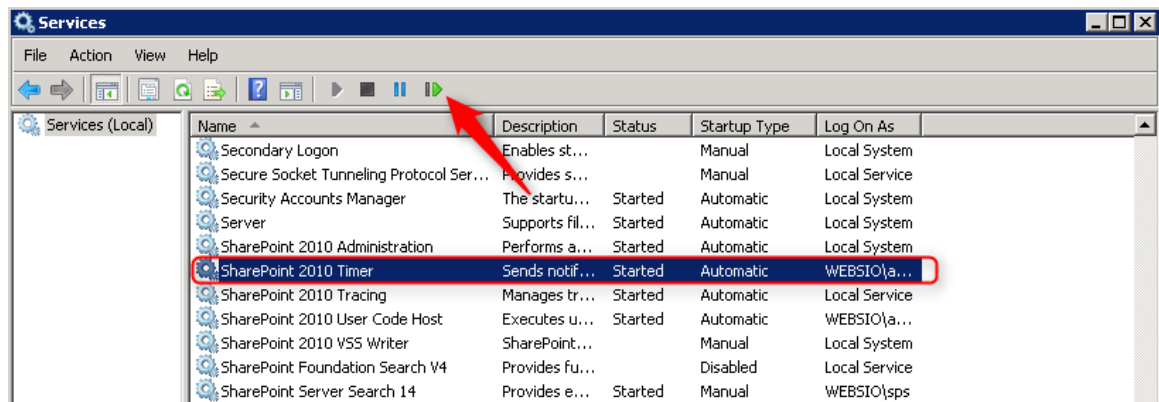 Services
File Action View Help
Services (Local)
Name Description Status Startup Type Log On As
Secondary Logon Enables st... Manual Local System
Secure Socket Tunneling Protocol Ser... Provides s... Manual Local Service
Security Accounts Manager The startu... Started Automatic Local System
Server Supports fil... Started Automatic Local System
SharePoint 2010 Administration Performs a... Started Automatic Local System
SharePoint 2010 Timer Sends notif... Started Automatic WEBSIO\a...
SharePoint 2010 Tracing Manages tr... Started Automatic Local Service
SharePoint 2010 User Code Host Executes u... Started Automatic WEBSIO\a...
SharePoint 2010 VSS Writer SharePoint... Manual Local System
SharePoint Foundation Search V4 Provides fu... Disabled Local Service
SharePoint Server Search 14 Provides e... Started Manual WEBSIO\sps